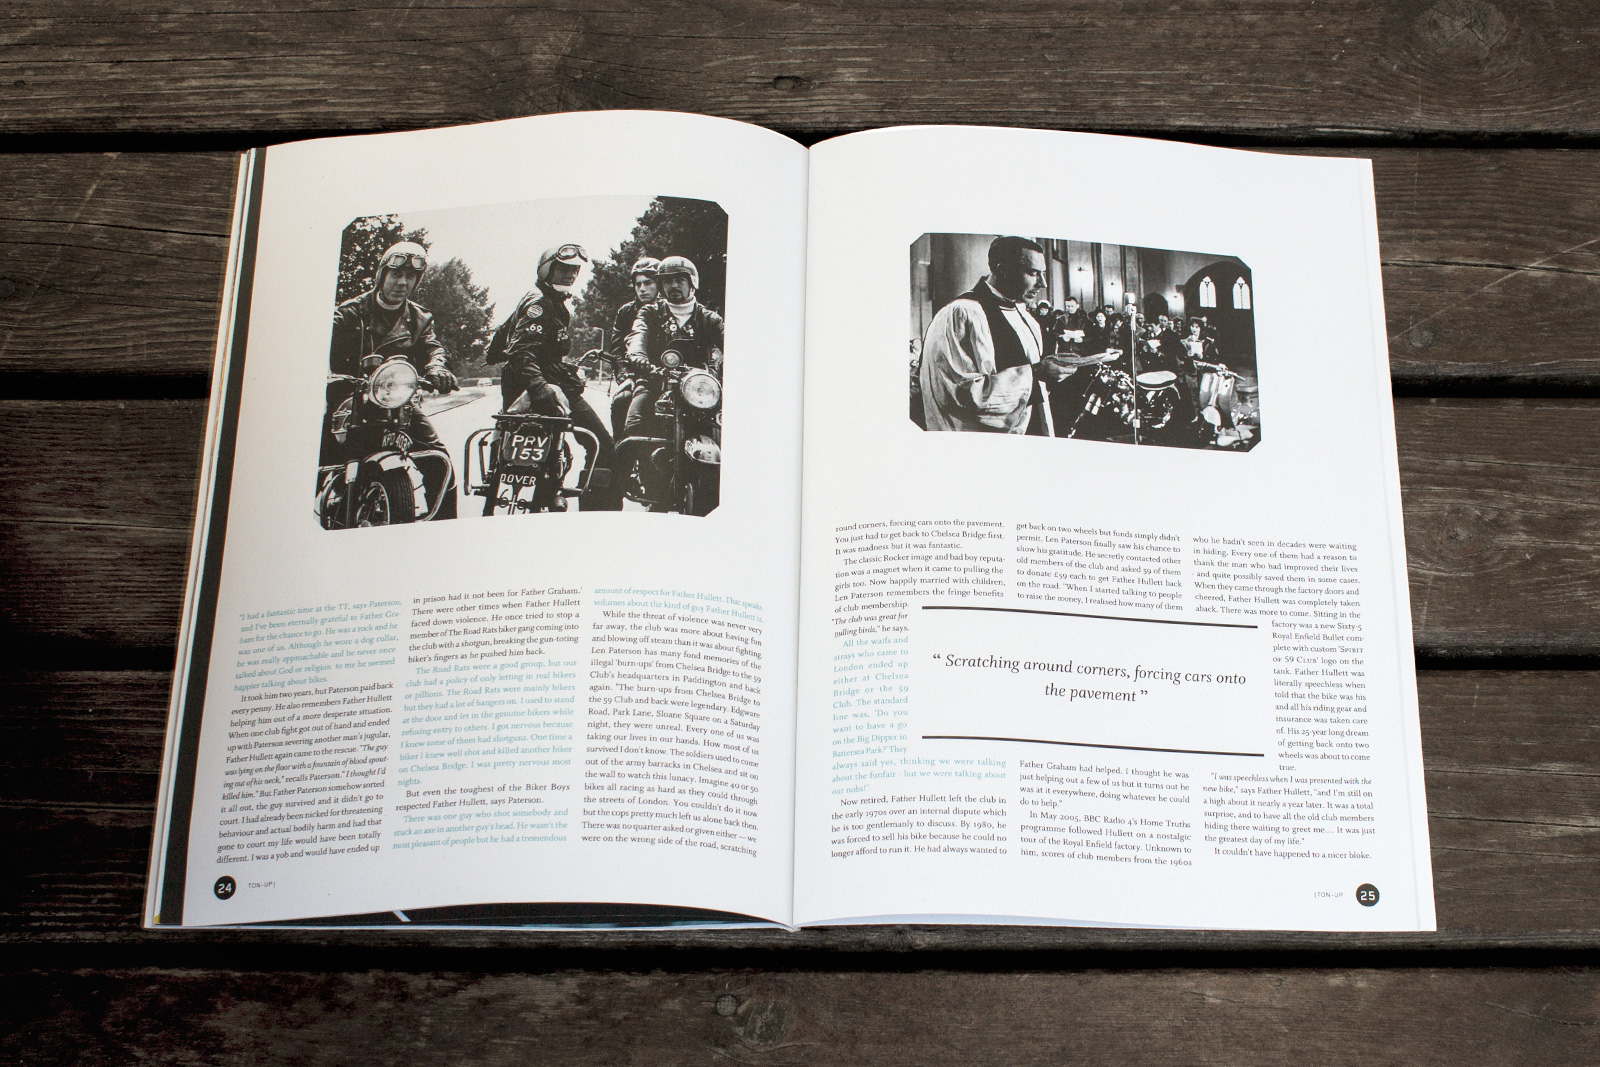 69
KPO 403
PRV
153
DOVER
"I had a fantastic time at the TT, says Paterson,
and I've been eternally grateful to Father Gra-
ham for the chance to go. He was a rock and he
was one of us. Although he wore a dog collar,
he was really approachable and he never once
talked about God or religion to me he seemed
happier talking about bikes.
It took him two years, but Paterson paid back
every penny. He also remembers Father Hullett
helping him out of a more desperate situation.
When one club fight got out of hand and ended
up with Paterson severing another man's jugular,
Father Hullett again came to the rescue. "The guy
was lying on the floor with a fountain of blood spout-
ing out of his neck," recalls Paterson. "I thought I'd
killed him." But Father Paterson somehow sorted
it all out, the guy survived and it didn't go to
court. I had already been nicked for threatening
behaviour and actual bodily harm and had that
gone to court my life would have been totally
different. I was a yob and would have ended up
in prison had it not been for Father Graham.'
There were other times when Father Hullett
faced down violence. He once tried to stop a
member of The Road Rats biker gang coming into
the club with a shotgun, breaking the gun-toting
biker's fingers as he pushed him back.
The Road Rats were a good group, but our
club had a policy of only letting in real bikers
or pillions. The Road Rats were mainly bikers
but they had a lot of hangers on. I used to stand
at the door and let in the genuine bikers while
refusing entry to others. I got nervous because
I knew some of them had shotguns. One time a
biker I knew well shot and killed another biker
on Chelsea Bridge. I was pretty nervous most
nights.
But even the toughest of the Biker Boys
respected Father Hullett, says Paterson.
There was one guy who shot somebody and
stuck an axe in another guy's head. He wasn't the
most pleasant of people but he had a tremendous
amount of respect for Father Hullett. That speaks
volumes about the kind of guy Father Hullett is.
While the threat of violence was never very
far away, the club was more about having fun
and blowing off steam than it was about fighting.
Len Paterson has many fond memories of the
illegal 'burn-ups' from Chelsea Bridge to the 59
Club's headquarters in Paddington and back
again. "The burn-ups from Chelsea Bridge to
the 59 Club and back were legendary. Edgware
Road, Park Lane, Sloane Square on a Saturday
night, they were unreal. Every one of us was
taking our lives in our hands. How most of us
survived I don't know. The soldiers used to come
out of the army barracks in Chelsea and sit on
the wall to watch this lunacy. Imagine 40 or 50
bikes all racing as hard as they could through
the streets of London. You couldn't do it now
but the cops pretty much left us alone back then.
There was no quarter asked or given either – we
were on the wrong side of the road, scratching
24
TON-UP|
round corners, forcing cars onto the pavement.
You just had to get back to Chelsea Bridge first.
It was madness but it was fantastic.
The classic Rocker image and bad boy reputa-
tion was a magnet when it came to pulling the
girls too. Now happily married with children,
Len Paterson remembers the fringe benefits
of club membership.
"The club was great for
pulling birds," he says.
All the waifs and
strays who came to
London ended up
either at Chelsea
Bridge or the 59
Club. The standard
line was, 'Do you
want to have a go
on the Big Dipper in
Battersea Park?' They
always said yes, thinking we were talking
about the funfair - but we were talking about
our nobs!'
Now retired, Father Hullett left the club in
the early 1970s over an internal dispute which
he is too gentlemanly to discuss. By 1980, he
was forced to sell his bike because he could no
longer afford to run it. He had always wanted to
get back on two wheels but funds simply didn't
permit. Len Paterson finally saw his chance to
show his gratitude. He secretly contacted other
old members of the club and asked 59 of them
to donate £59 each to get Father Hullett back
on the road. "When I started talking to people
to raise the money, I realised how many of them
“ Scratching around corners, forcing cars onto
the pavement ”
Father Graham had helped. I thought he was
just helping out a few of us but it turns out he
was at it everywhere, doing whatever he could
do to help."
In May 2005, BBC Radio 4's Home Truths
programme followed Hullett on a nostalgic
tour of the Royal Enfield factory. Unknown to
him, scores of club members from the 1960s
who he hadn't seen in decades were waiting
in hiding. Every one of them had a reason to
thank the man who had improved their lives
- and quite possibly saved them in some cases.
When they came through the factory doors and
cheered, Father Hullett was completely taken
aback. There was more to come. Sitting in the
factory was a new Sixty-5
Royal Enfield Bullet com-
plete with custom 'SPIRIT
OF 59 CLUB' logo on the
tank. Father Hullett was
literally speechless when
told that the bike was his
and all his riding gear and
insurance was taken care
of. His 25-year long dream
of getting back onto two
wheels was about to come
true.
"I was speechless when I was presented with the
new bike," says Father Hullett, "and I'm still on
a high about it nearly a year later. It was a total
surprise, and to have all the old club members
hiding there waiting to greet me... It was just
the greatest day of my life."
It couldn't have happened to a nicer bloke.
|TON-UP
25